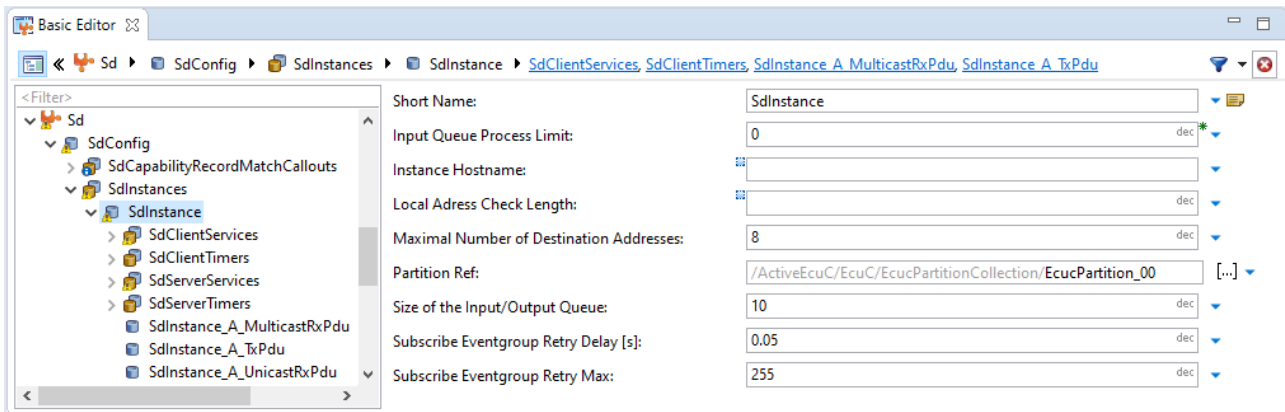 Basic Editor
Sd SdConfig SdInstances SdInstance SdClientServices, SdClientTimers, SdInstance_A_MulticastRxPdu, SdInstance_A_TxPdu
<Filter>
Sd
SdConfig
SdCapabilityRecordMatchCallouts
SdInstances
SdInstance
SdClientServices
SdClientTimers
SdServerServices
SdServerTimers
SdInstance_A_MulticastRxPdu
SdInstance_A_TxPdu
SdInstance_A_UnicastRxPdu
Short Name: SdInstance
Input Queue Process Limit: 0 dec
Instance Hostname:
Local Adress Check Length: dec
Maximal Number of Destination Addresses: 8 dec
Partition Ref: /ActiveEcuC/EcuC/EcucPartitionCollection/EcucPartition_00 [...]
Size of the Input/Output Queue: 10 dec
Subscribe Eventgroup Retry Delay [s]: 0.05 dec
Subscribe Eventgroup Retry Max: 255 dec